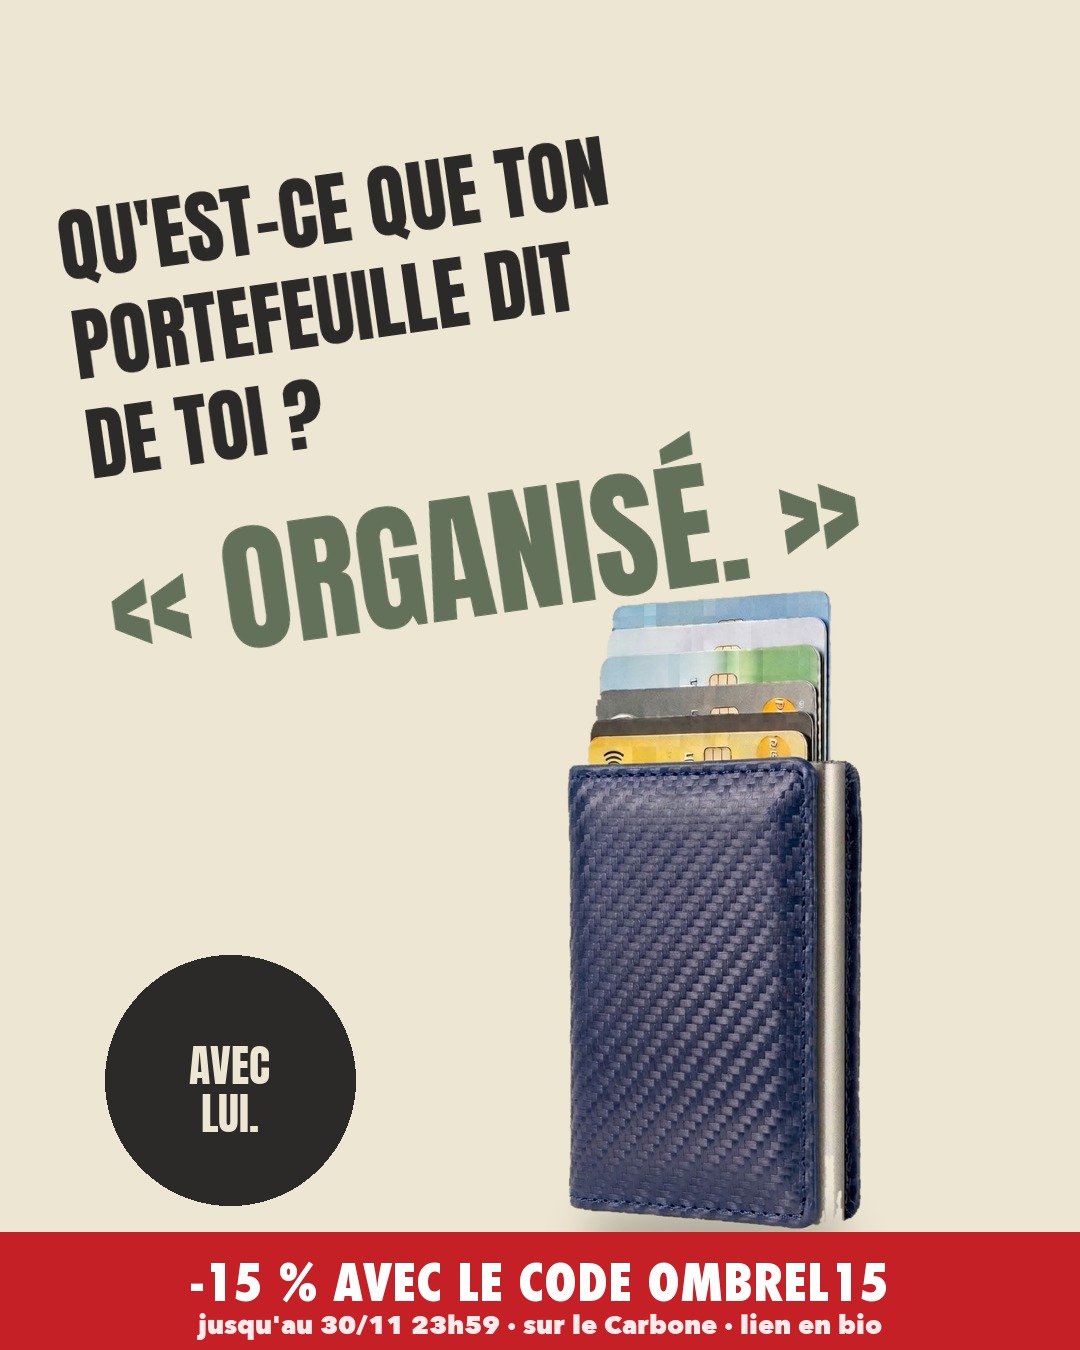 QU'EST-CE QUE TON
PORTEFEUILLE DIT
DE TOI ?
« ORGANISÉ. »
AVEC
LUI.
-15 % AVEC LE CODE OMBREL15
jusqu'au 30/11 23h59 • sur le Carbone • lien en bio